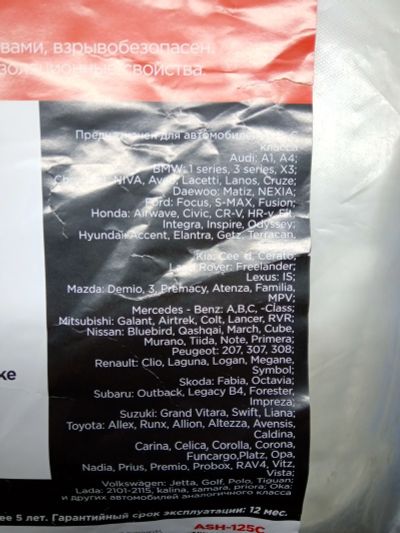 вами, взрывобезопасен.
золяционные свойства.
Предназначен для автомобилей
класса
Audi: A1, A4;
BMW: 1 series, 3 series, X3;
NIVA, Aveo, Lacetti, Lanos, Cruze;
Daewoo: Matiz, NEXIA;
Ford: Focus, S-MAX, Fusion;
Honda: Airwave, Civic, CR-V, HR-v, Fit,
Integra, Inspire, Odyssey;
Hyundai: Accent, Elantra, Getz, Terracan,
Kia: Cee`d, Cerato,
Land Rover: Freelander;
Lexus: IS;
Mazda: Demio, 3, Premacy, Atenza, Familia,
MPV;
Mercedes - Benz: A,B,C, -Class;
Mitsubishi: Galant, Airtrek, Colt, Lancer, RVR;
Nissan: Bluebird, Qashqai, March, Cube,
Murano, Tiida, Note, Primera;
Peugeot: 207, 307, 308;
Renault: Clio, Laguna, Logan, Megane,
Symbol;
Skoda: Fabia, Octavia;
Subaru: Outback, Legacy B4, Forester,
Impreza;
Suzuki: Grand Vitara, Swift, Liana;
Toyota: Allex, Runx, Allion, Altezza, Avensis,
Caldina,
Carina, Celica, Corolla, Corona,
Funcargo,Platz, Opa,
Nadia, Prius, Premio, Probox, RAV4, Vitz,
Vista;
Volkswagen: Jetta, Golf, Polo, Tiguan;
Lada: 2101-2115, kalina, samara, priora; Oka;
и других автомобилей аналогичного класса
ке
ее 5 лет. Гарантийный срок эксплуатации: 12 мес.
ASH-125C